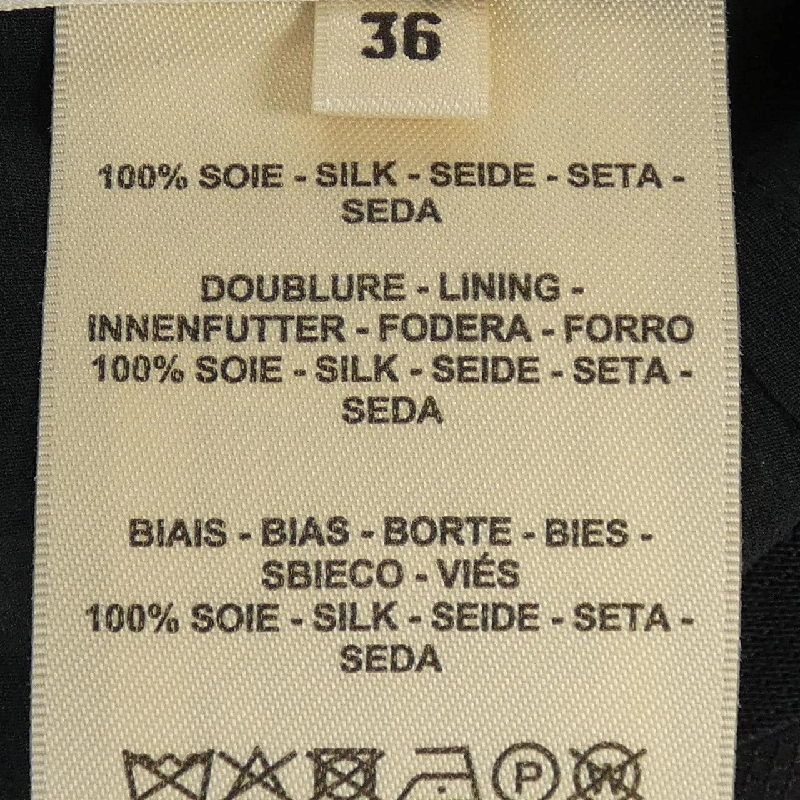 36
100% SOIE - SILK - SEIDE - SETA -
SEDA
DOUBLURE - LINING -
INNENFUTTER - FODERA - FORRO
100% SOIE - SILK - SEIDE - SETA -
SEDA
BIAIS - BIAS - BORTE - BIES -
SBIECO - VIÉS
100% SOIE - SILK - SEIDE - SETA -
SEDA
P W